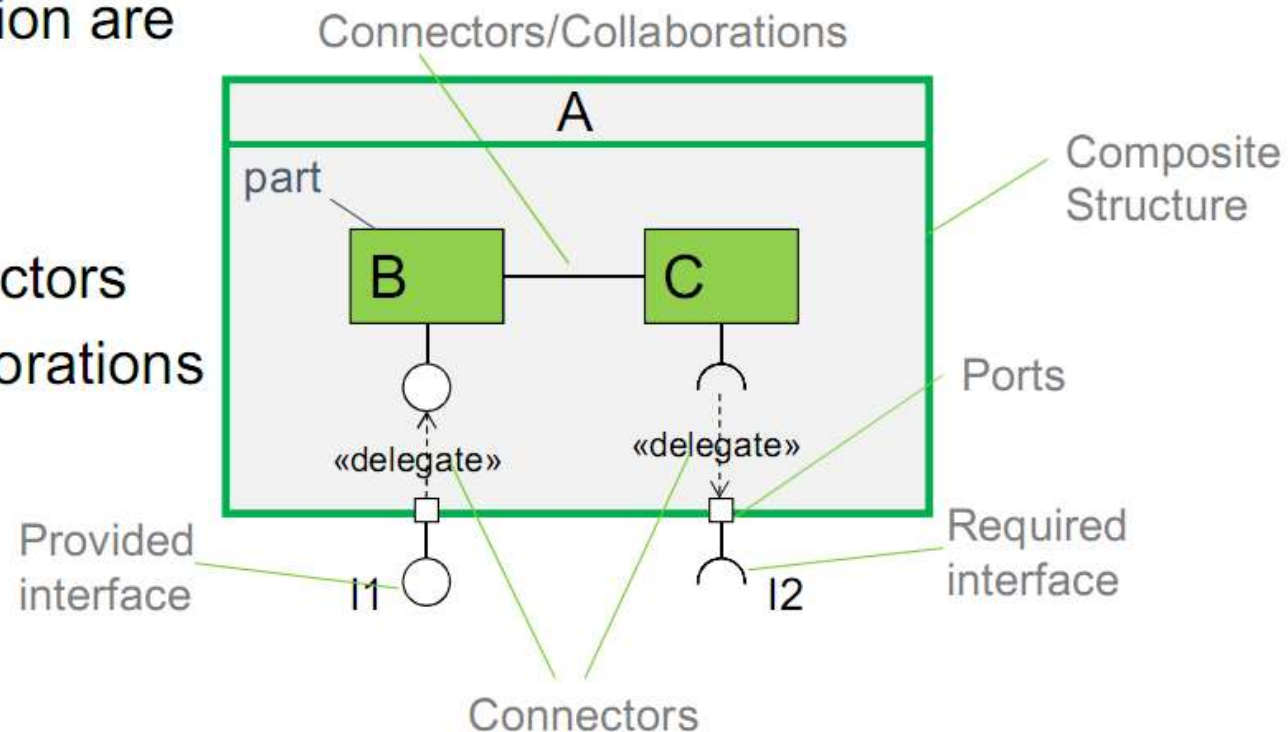 ion are
Connectors/Collaborations
A
Composite
Structure
part
B
C
ctors
orations
Ports
«delegate»
«delegate»
Provided
interface
I1
I2
Required
interface
Connectors